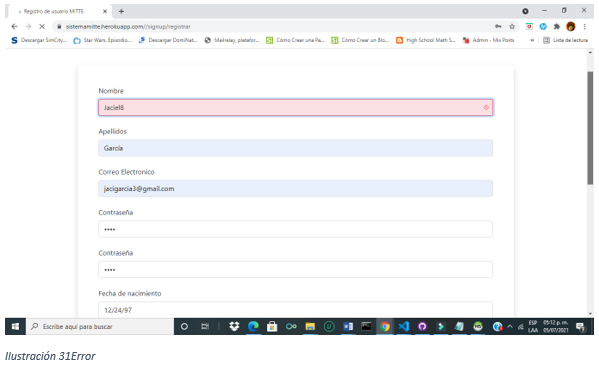 Registro de usuario MITTE
sistemamitte.herokuapp.com//signup/registrar
Descargar SimCity... Star Wars. Episodio... Descargar DomiNat... Mailrelay, platafor... Cómo Crear una Pa... Cómo Crear un Blo... High School Math S... Admin - Mis Posts » Lista de lectura
Nombre
Jaciel8
Apellidos
García
Correo Electronico
jacigarcia3@gmail.com
Contraseña
••••
Contraseña
••••
Fecha de nacimiento
12/24/97
Escribe aquí para buscar
ESP 05:12 p. m.
LAA 05/07/2021
Ilustración 31Error